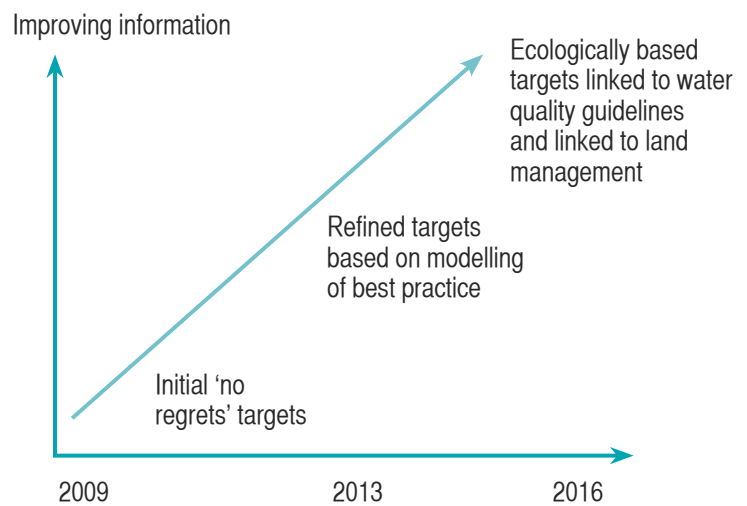 Improving information
Ecologically based
targets linked to water
quality guidelines
and linked to land
management
Refined targets
based on modelling
of best practice
Initial ‘no
regrets’ targets
2009
2013
2016